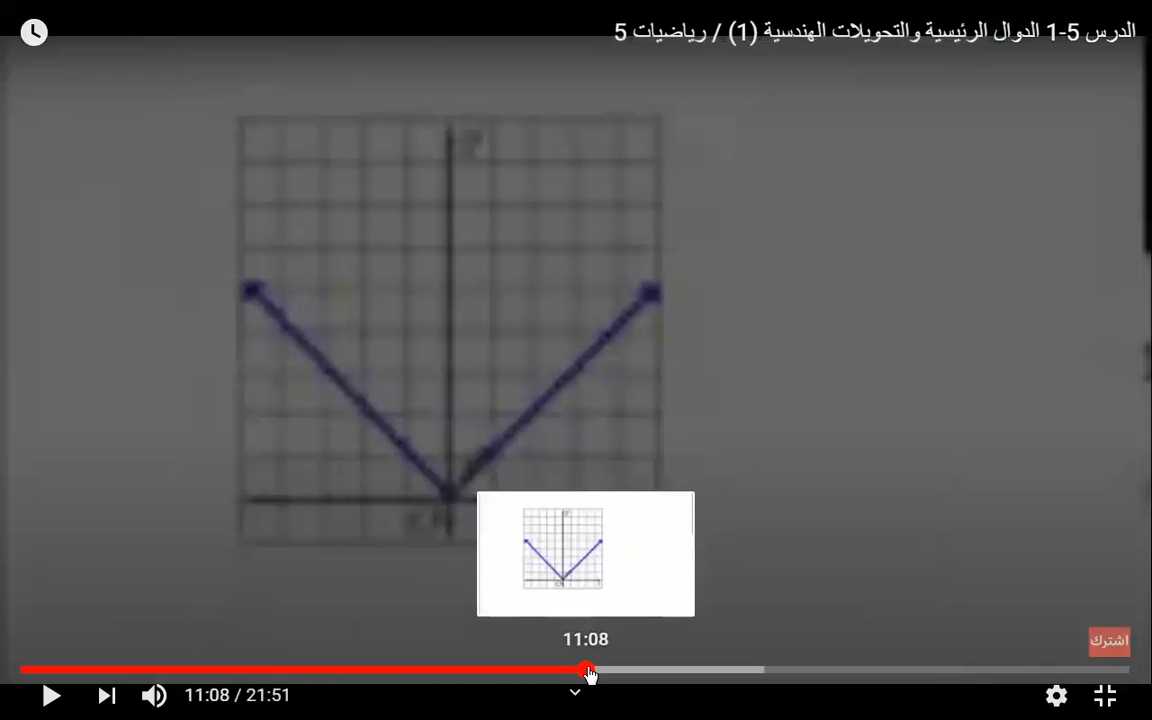 الدرس 5-1 الدوال الرئيسية والتحويلات الهندسية (1) / رياضيات 5
11:08
اشترك
11:08 / 21:51